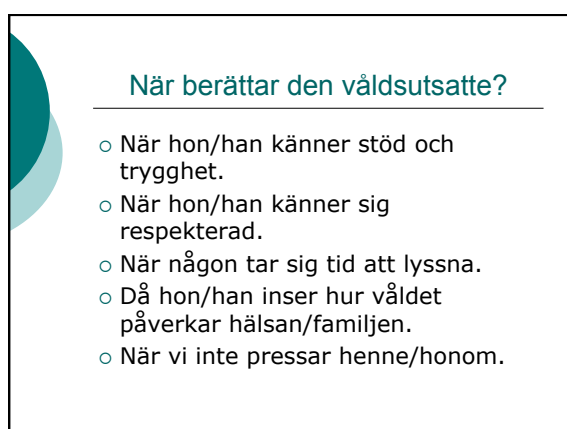 När berättar den våldsutsatte?
○ När hon/han känner stöd och
trygghet.
○ När hon/han känner sig
respekterad.
○ När någon tar sig tid att lyssna.
○ Då hon/han inser hur våldet
påverkar hälsan/familjen.
○ När vi inte pressar henne/honom.